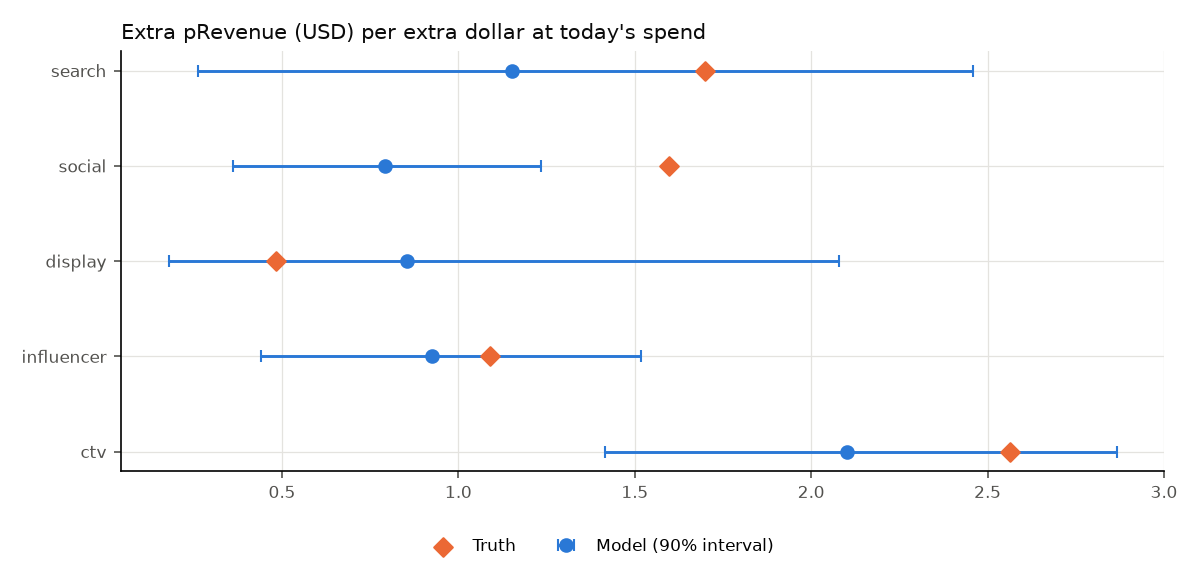 Extra pRevenue (USD) per extra dollar at today's spend
search
social
display
influencer
ctv
0.5 1.0 1.5 2.0 2.5 3.0
Truth Model (90% interval)